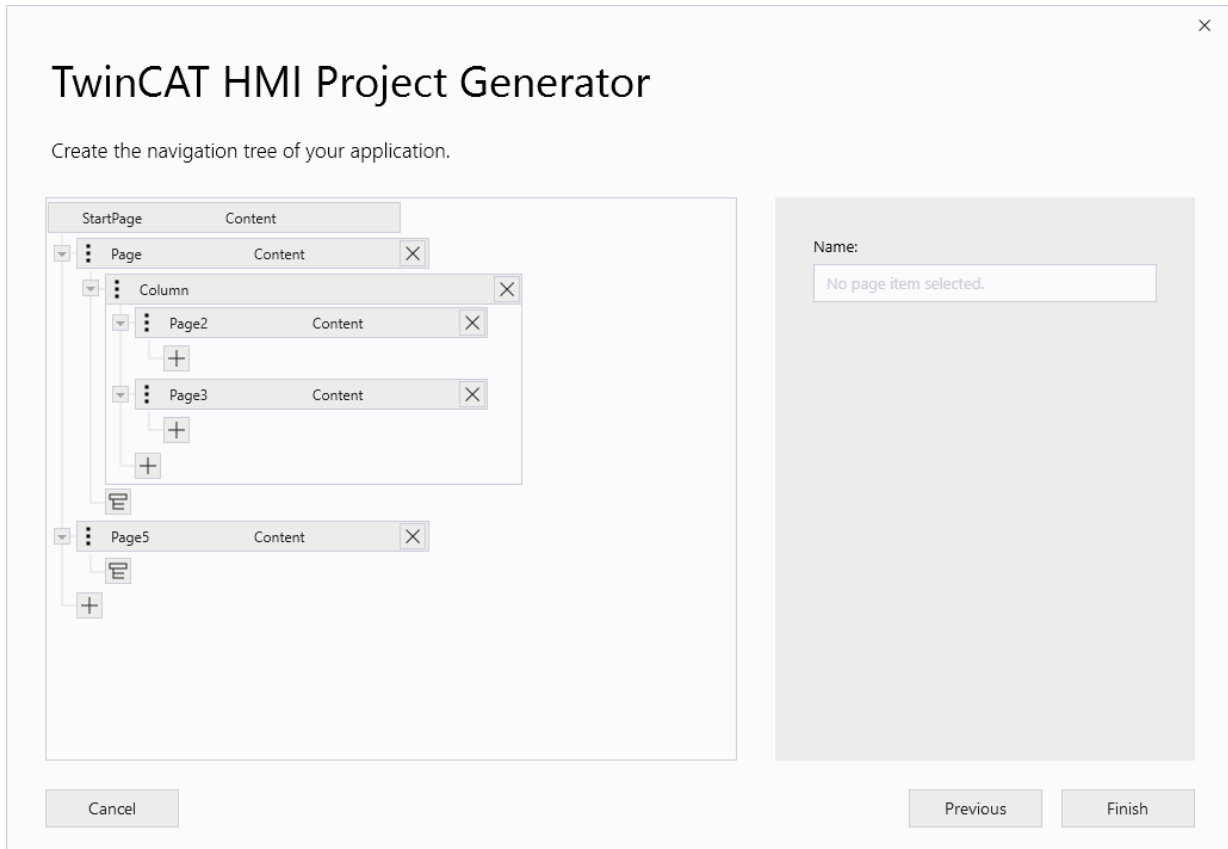 TwinCAT HMI Project Generator
Create the navigation tree of your application.
StartPage Content
Page Content
Column
Page2 Content
Page3 Content
Page5 Content
Name:
No page item selected.
Cancel
Previous
Finish